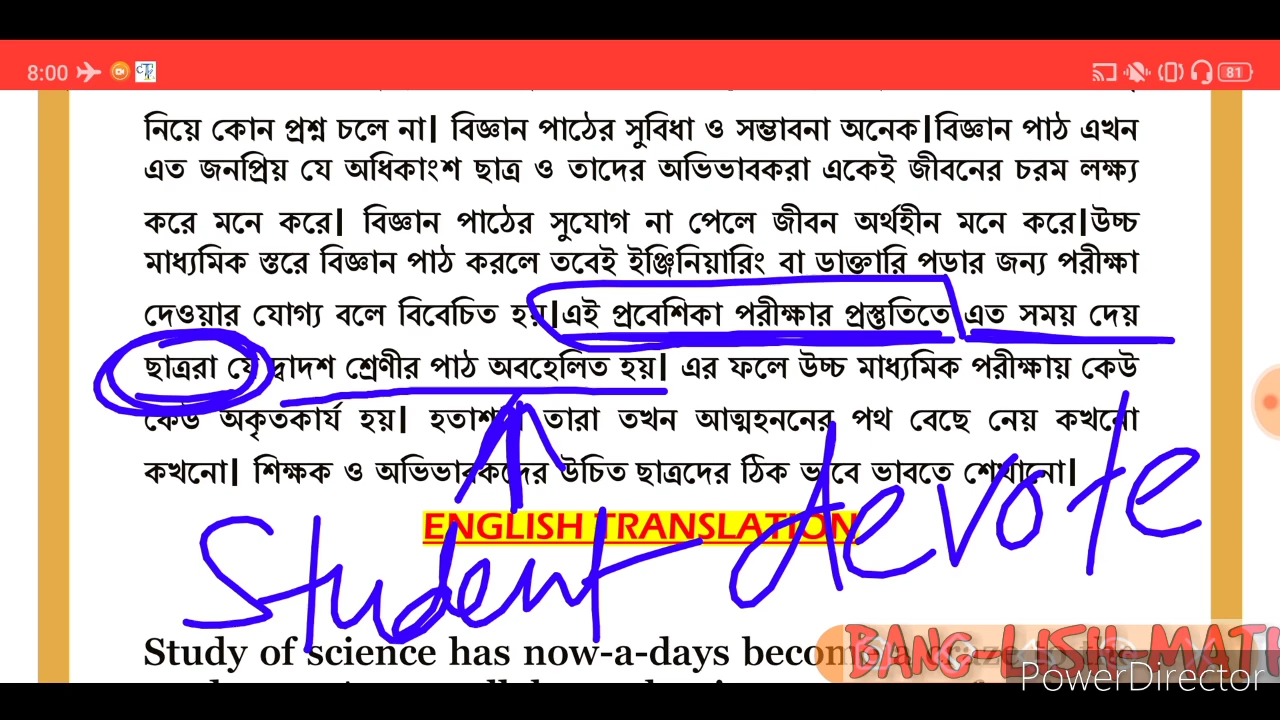 8:00
81
নিয়ে কোন প্রশ্ন চলে না। বিজ্ঞান পাঠের সুবিধা ও সম্ভাবনা অনেক।বিজ্ঞান পাঠ এখন
এত জনপ্রিয় যে অধিকাংশ ছাত্র ও তাদের অভিভাবকরা একেই জীবনের চরম লক্ষ্য
করে মনে করে। বিজ্ঞান পাঠের সুযোগ না পেলে জীবন অর্থহীন মনে করে।উচ্চ
মাধ্যমিক স্তরে বিজ্ঞান পাঠ করলে তবেই ইঞ্জিনিয়ারিং বা ডাক্তারি পড়ার জন্য পরীক্ষা
দেওয়ার যোগ্য বলে বিবেচিত হয়।এই প্রবেশিকা পরীক্ষার প্রস্তুতিতে এত সময় দেয়
ছাত্ররা যে দ্বাদশ শ্রেণীর পাঠ অবহেলিত হয়। এর ফলে উচ্চ মাধ্যমিক পরীক্ষায় কেউ
কেউ অকৃতকার্য হয়। হতাশায় তারা তখন আত্মহননের পথ বেছে নেয় কখনো
কখনো। শিক্ষক ও অভিভাবকদের উচিত ছাত্রদের ঠিক ভাবে ভাবতে শেখানো।
ENGLISH TRANSLATION
Student devote
Study of science has now-a-days become a craze
BANG-LISH-MATH
PowerDirector